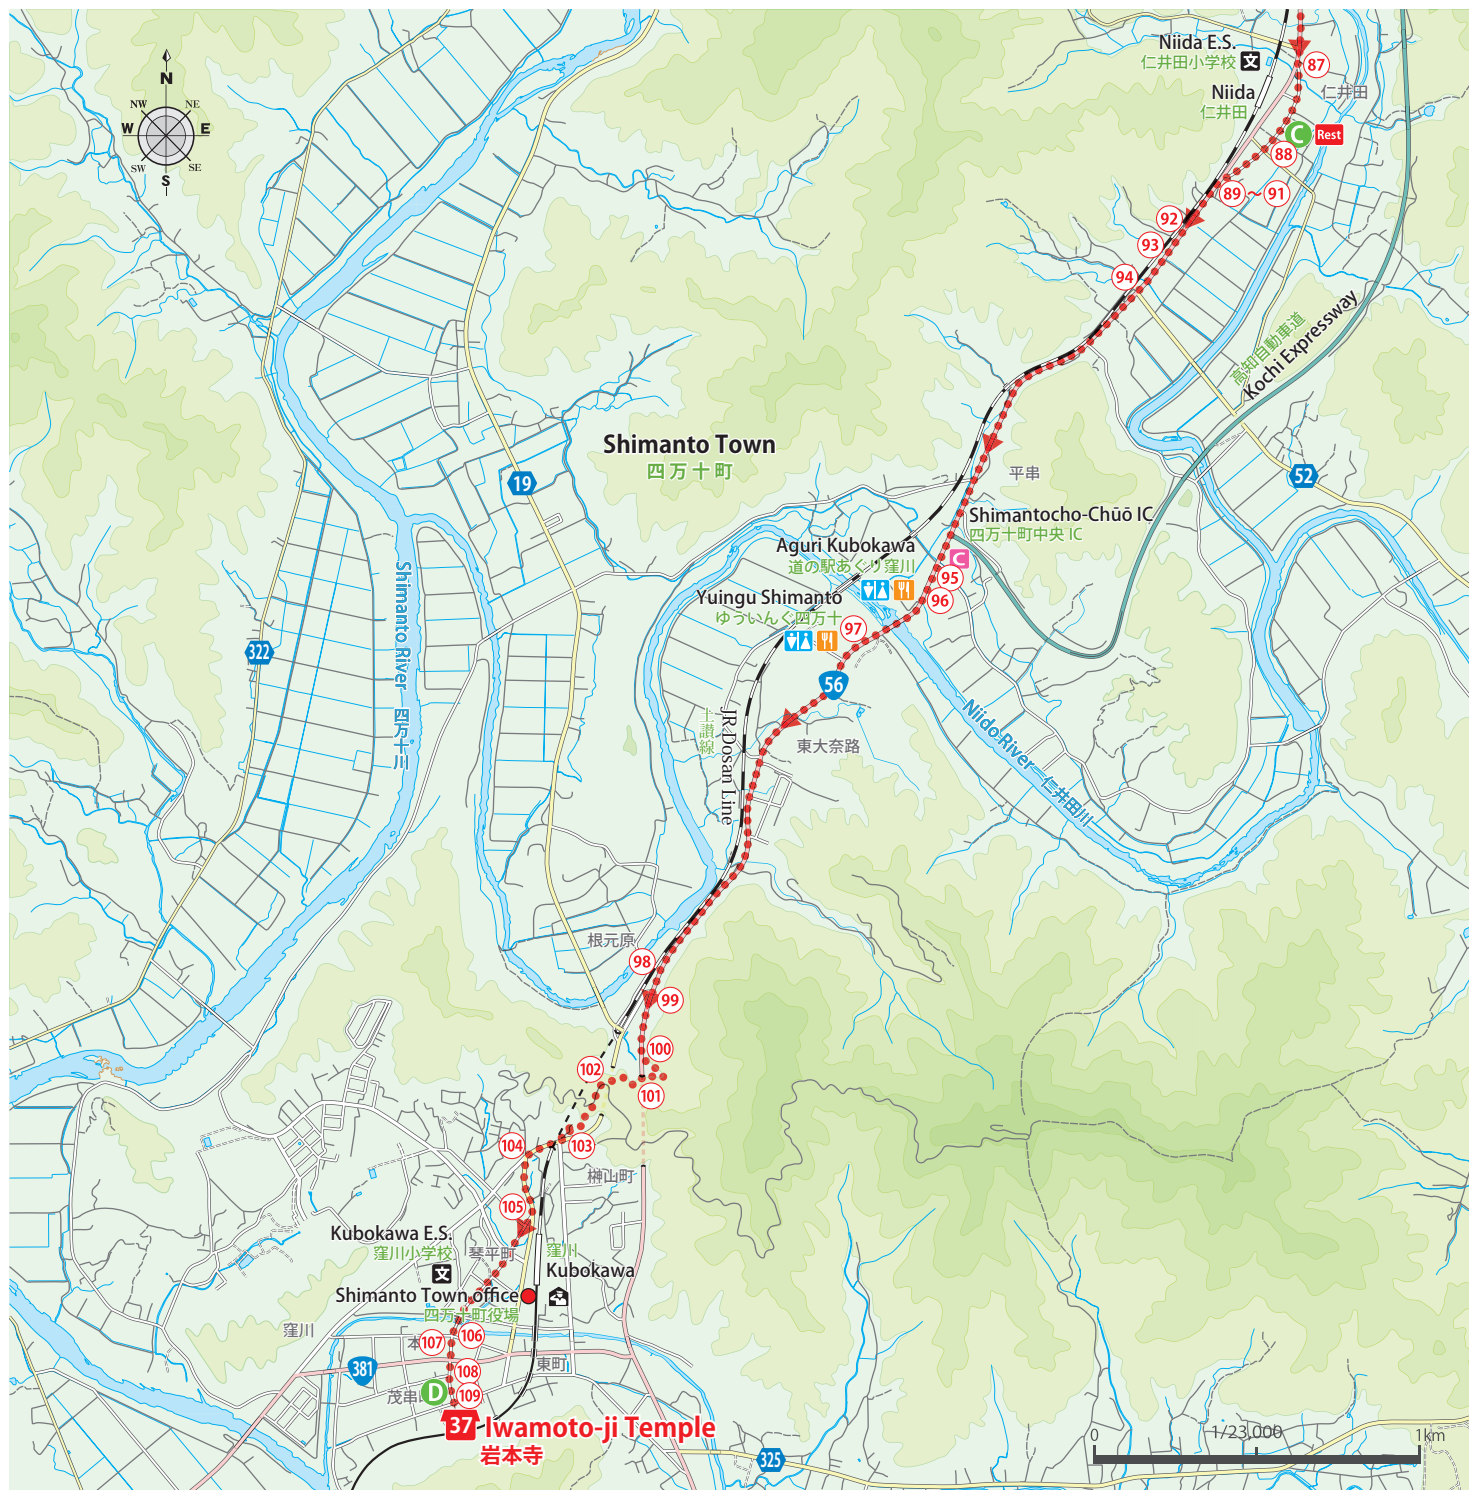 N
NW
NE
W
E
SW
SE
S
Niida E.S.
仁井田小学校
文
87
Niida
仁井田
仁井田
C
Rest
88
89～91
92
93
94
高知自動車道
Kochi Expressway
Shimanto Town
四万十町
19
平串
52
Shimantocho-Chūō IC
四万十町中央 IC
Aguri Kubokawa
道の駅あぐり窪川
C
95
96
Yuingu Shimanto
ゆういんぐ四万十
97
56
322
Shimanto River 四万十川
土讃線
JR Dosan Line
東大奈路
Niida River 仁井田川
根元原
98
99
100
101
102
103
104
榊山町
105
Kubokawa E.S.
窪川小学校
文
琴平町
窪川
Kubokawa
Shimanto Town office
四万十町役場
窪川
107
本
106
381
東町
108
茂串
D
109
37
Iwamoto-ji Temple
岩本寺
325
0
1/23,000
1km